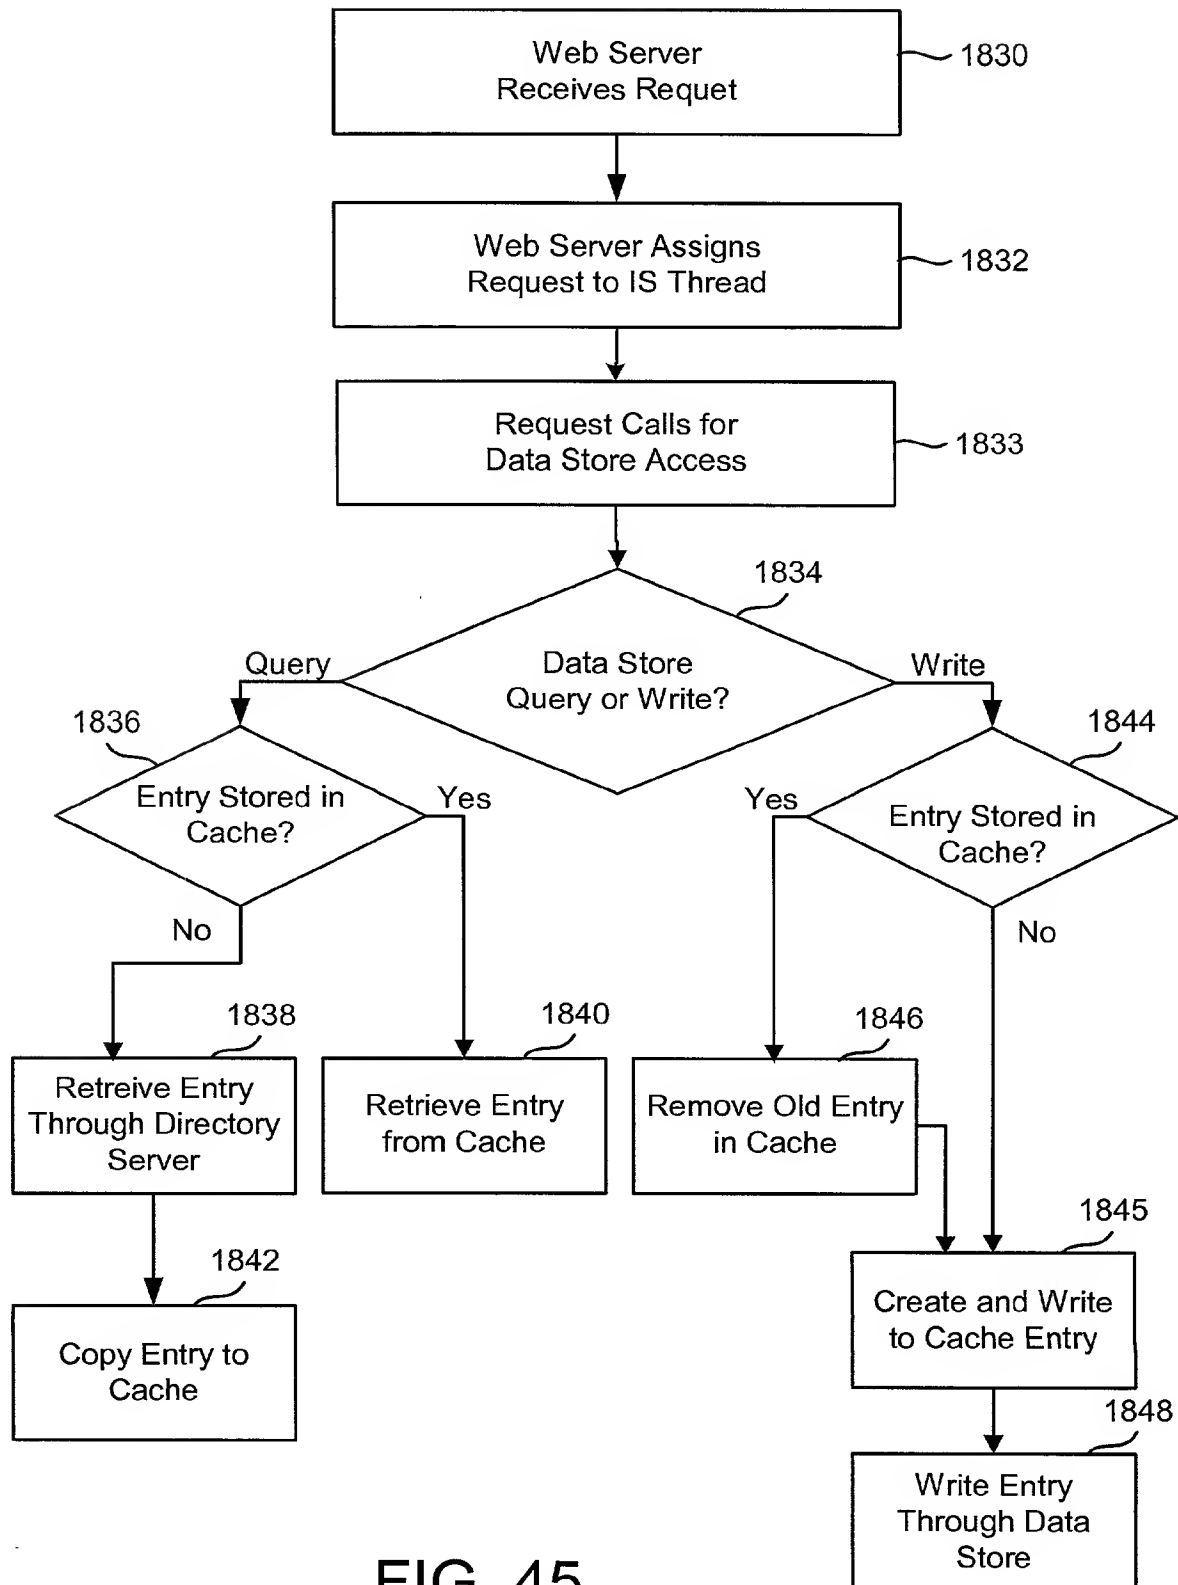 Web Server
Receives Requet
1830
Web Server Assigns
Request to IS Thread
1832
Request Calls for
Data Store Access
1833
1834
Data Store
Query or Write?
Query
Write
1836
Entry Stored in
Cache?
Yes
No
1844
Entry Stored in
Cache?
Yes
No
1838
Retreive Entry
Through Directory
Server
1840
Retrieve Entry
from Cache
1846
Remove Old Entry
in Cache
1842
Copy Entry to
Cache
1845
Create and Write
to Cache Entry
1848
Write Entry
Through Data
Store
FIG. 45